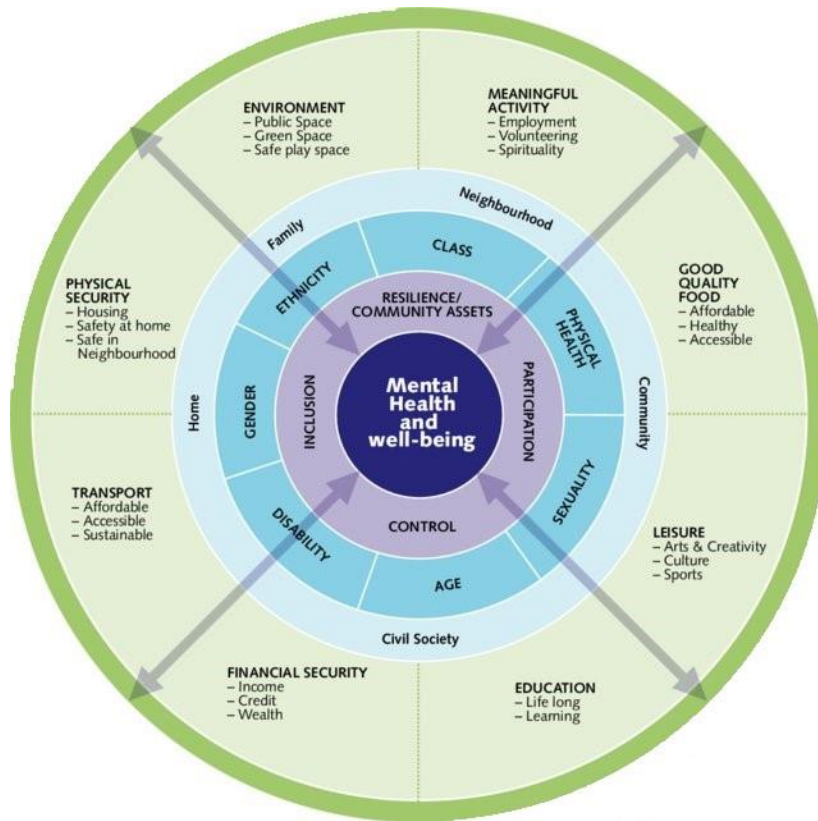 ENVIRONMENT
– Public Space
– Green Space
– Safe play space
MEANINGFUL
ACTIVITY
– Employment
– Volunteering
– Spirituality
PHYSICAL
SECURITY
– Housing
– Safety at home
– Safe in
Neighbourhood
GOOD
QUALITY
FOOD
– Affordable
– Healthy
– Accessible
TRANSPORT
– Affordable
– Accessible
– Sustainable
LEISURE
– Arts & Creativity
– Culture
– Sports
FINANCIAL SECURITY
– Income
– Credit
– Wealth
EDUCATION
– Life long
– Learning
Family
Neighbourhood
Home
Community
Civil Society
ETHNICITY
CLASS
PHYSICAL
HEALTH
GENDER
SEXUALITY
DISABILITY
AGE
RESILIENCE/
COMMUNITY ASSETS
INCLUSION
PARTICIPATION
CONTROL
Mental
Health
and
well-being